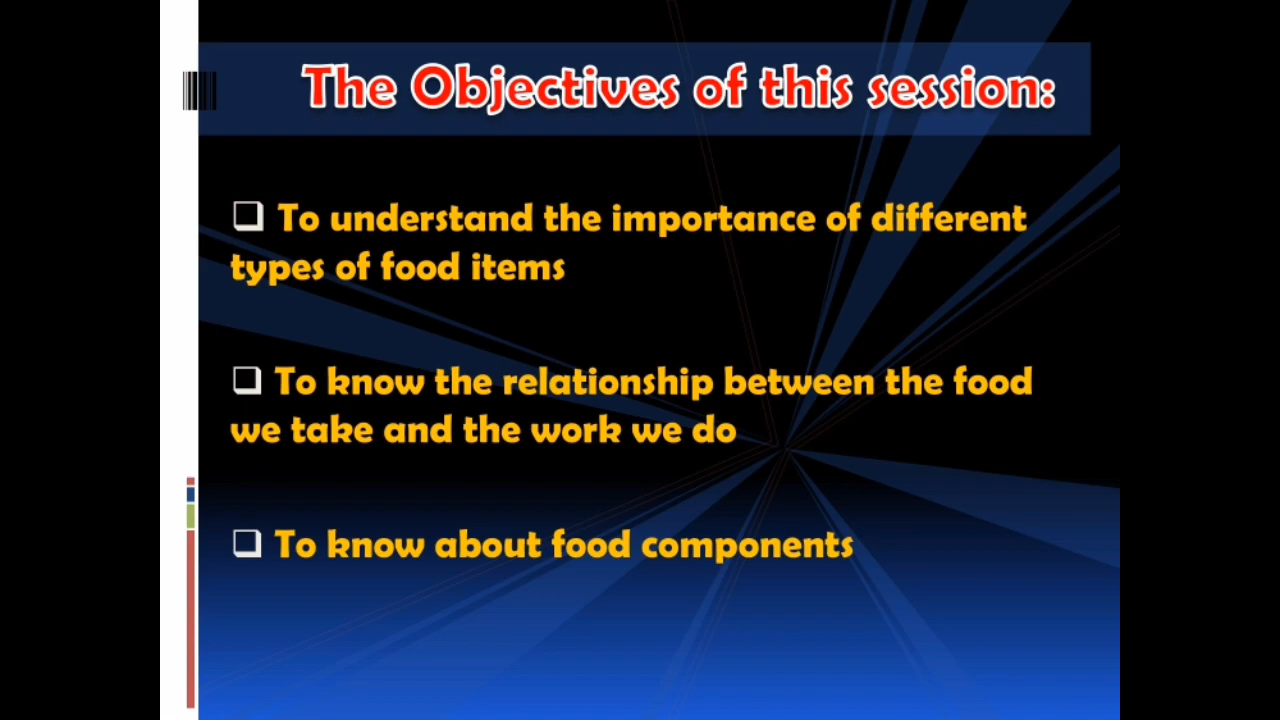 The Objectives of this session:
❑ To understand the importance of different
types of food items
❑ To know the relationship between the food
we take and the work we do
❑ To know about food components